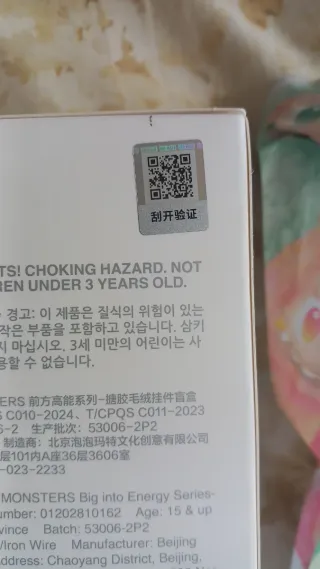 刮开验证
TS! CHOKING HAZARD. NOT
REN UNDER 3 YEARS OLD.
경고: 이 제품은 질식의 위험이 있는
작은 부품을 포함하고 있습니다. 삼키
지 마십시오. 3세 미만의 어린이는 사
용할 수 없습니다.
ERS 前方高能系列-搪胶毛绒挂件盲盒
C010-2024、T/CPQS C011-2023
6-2 生产批次: 53006-2P2
制造商: 北京泡泡玛特文化创意有限公司
层101内A座36层3606室
-023-2233
MONSTERS Big into Energy Series-
umber: 01202810162 Age: 15 & up
vince Batch: 53006-2P2
/Iron Wire Manufacturer: Beijing
Address: Chaoyang District, Beijing,